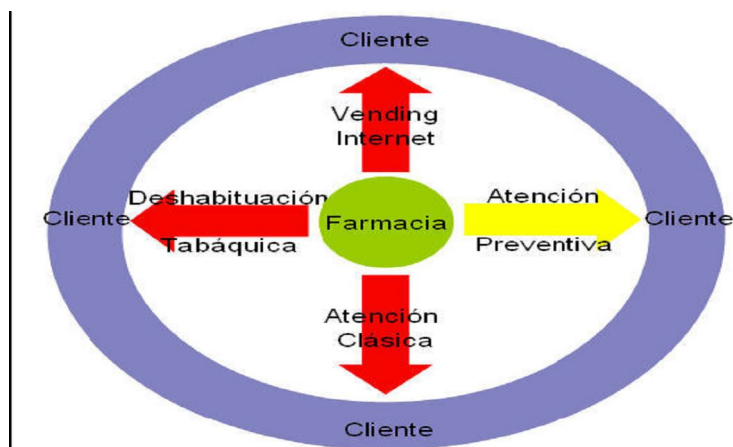 Cliente
Vending
Internet
Deshabituación
Atención
Cliente
Farmacia
Cliente
Tabáquica
Preventiva
Atención
Clásica
Cliente